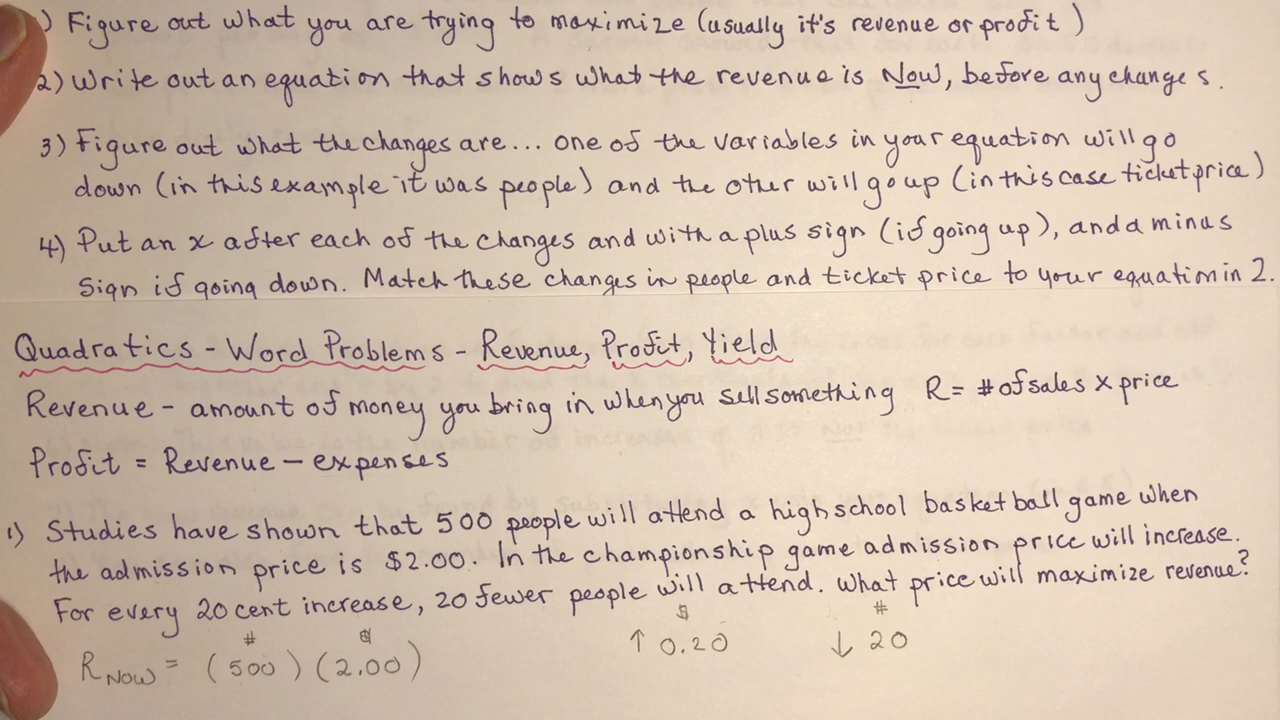 ) Figure out what you are trying to maximize (usually it's revenue or profit)
2) Write out an equation that shows what the revenue is Now, before any changes.
3) Figure out what the changes are... one of the variables in your equation will go
down (in this example it was people) and the other will go up (in this case ticket price)
4) Put an x after each of the changes and with a plus sign (if going up), and a minus
sign if going down. Match these changes in people and ticket price to your equation in 2.
Quadratics - Word Problems - Revenue, Profit, Yield
Revenue - amount of money you bring in when you sell something R = # of sales x price
Profit = Revenue - expenses
1) Studies have shown that 500 people will attend a high school basketball game when
the admission price is $2.00. In the championship game admission price will increase.
For every 20 cent increase, 20 fewer people will attend. What price will maximize revenue?
# $ $ #
R NOW = (500)(2.00) ↑ 0.20 ↓ 20